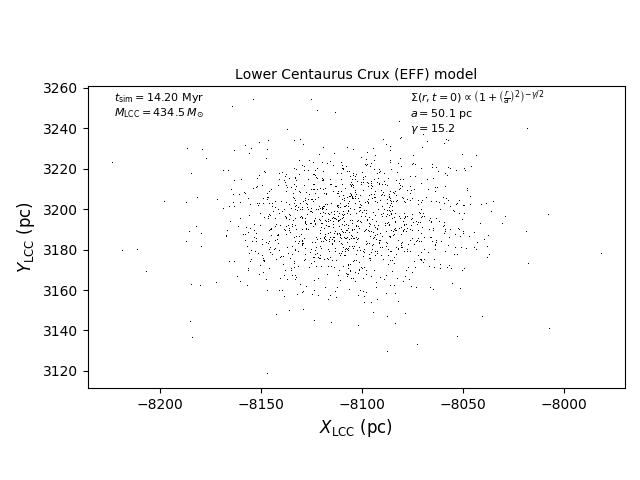 Lower Centaurus Crux (EFF) model
t_sim = 14.20 Myr
M_LCC = 434.5 M_⊙
Σ(r, t = 0) ∝ (1 + (r/a)^2)^{-γ/2}
a = 50.1 pc
γ = 15.2
3260
3240
3220
3200
3180
3160
3140
3120
Y_LCC (pc)
−8200 −8150 −8100 −8050 −8000
X_LCC (pc)